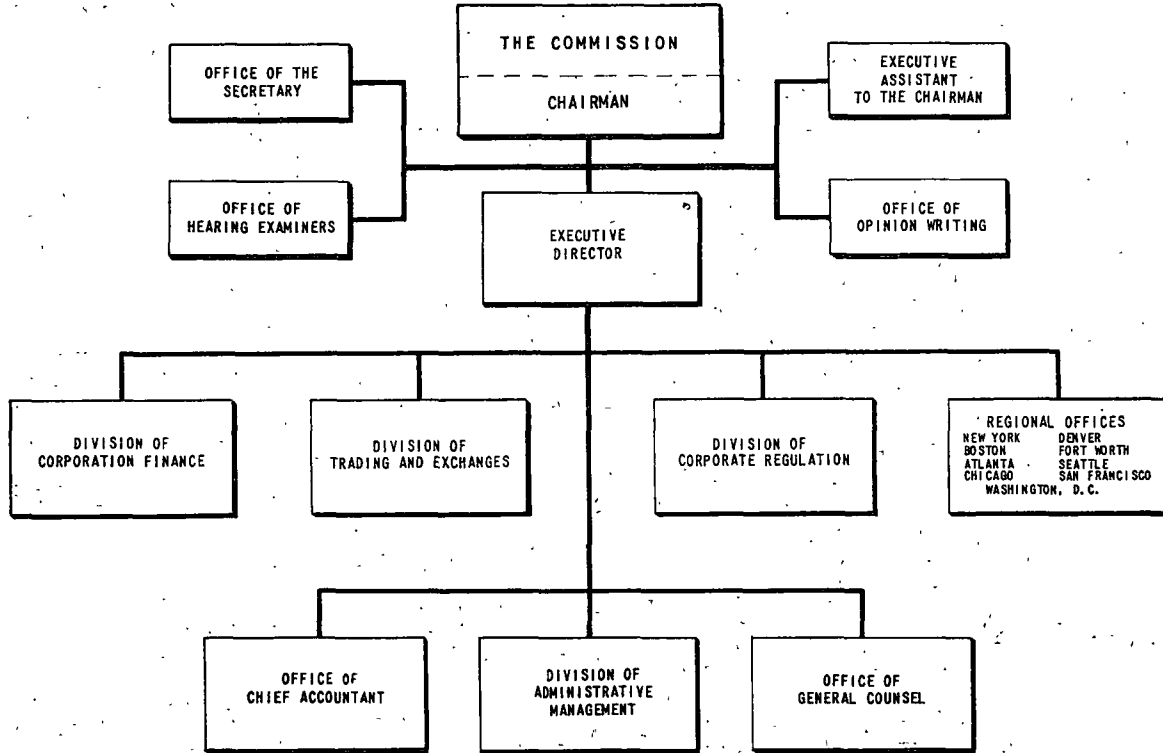 THE COMMISSION
CHAIRMAN
OFFICE OF THE
SECRETARY
EXECUTIVE
ASSISTANT
TO THE CHAIRMAN
OFFICE OF
HEARING EXAMINERS
OFFICE OF
OPINION WRITING
EXECUTIVE
DIRECTOR
DIVISION OF
CORPORATION FINANCE
DIVISION OF
TRADING AND EXCHANGES
DIVISION OF
CORPORATE REGULATION
REGIONAL OFFICES
NEW YORK DENVER
BOSTON FORT WORTH
ATLANTA SEATTLE
CHICAGO SAN FRANCISCO
WASHINGTON, D.C.
OFFICE OF
CHIEF ACCOUNTANT
DIVISION OF
ADMINISTRATIVE
MANAGEMENT
OFFICE OF
GENERAL COUNSEL